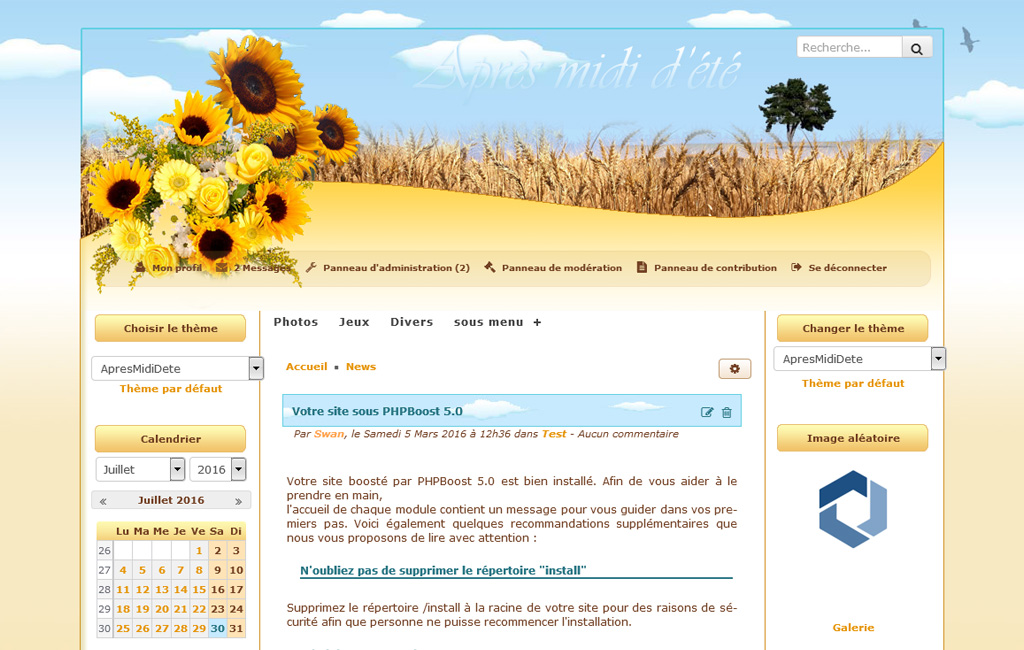 Après midi d'été
Recherche...
Mon profil
2 Messages
Panneau d'administration (2)
Panneau de modération
Panneau de contribution
Se déconnecter
Choisir le thème
ApresMidiDete
Thème par défaut
Calendrier
Juillet
2016
« Juillet 2016 »
Lu Ma Me Je Ve Sa Di
26 1 2 3
27 4 5 6 7 8 9 10
28 11 12 13 14 15 16 17
29 18 19 20 21 22 23 24
30 25 26 27 28 29 30 31
Photos Jeux Divers sous menu +
Accueil ▪ News
Votre site sous PHPBoost 5.0
Par Swan, le Samedi 5 Mars 2016 à 12h36 dans Test - Aucun commentaire
Votre site boosté par PHPBoost 5.0 est bien installé. Afin de vous aider à le
prendre en main,
l'accueil de chaque module contient un message pour vous guider dans vos pre-
miers pas. Voici également quelques recommandations supplémentaires que
nous vous proposons de lire avec attention :
N'oubliez pas de supprimer le répertoire "install"
Supprimez le répertoire /install à la racine de votre site pour des raisons de sé-
curité afin que personne ne puisse recommencer l'installation.
Changer le thème
ApresMidiDete
Thème par défaut
Image aléatoire
Galerie